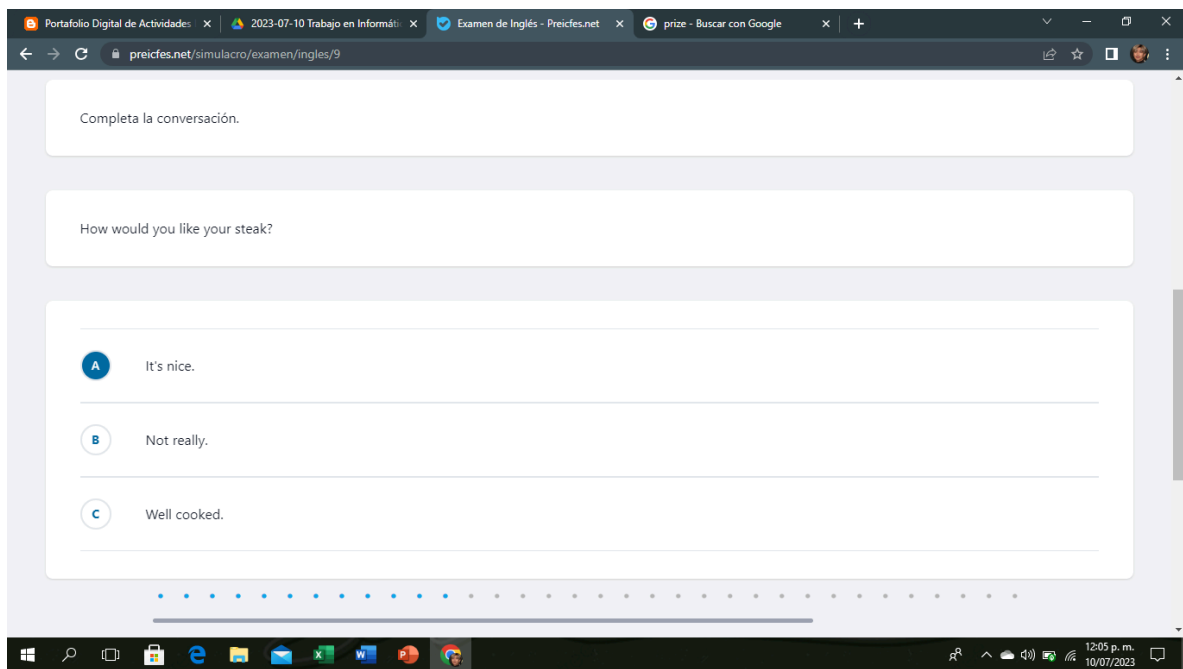 Portafolio Digital de Actividades
2023-07-10 Trabajo en Informáti
Examen de Inglés - Preicfes.net
prize - Buscar con Google
preicfes.net/simulacro/examen/ingles/9
Completa la conversación.
How would you like your steak?
A It's nice.
B Not really.
C Well cooked.
12:05 p. m.
10/07/2023